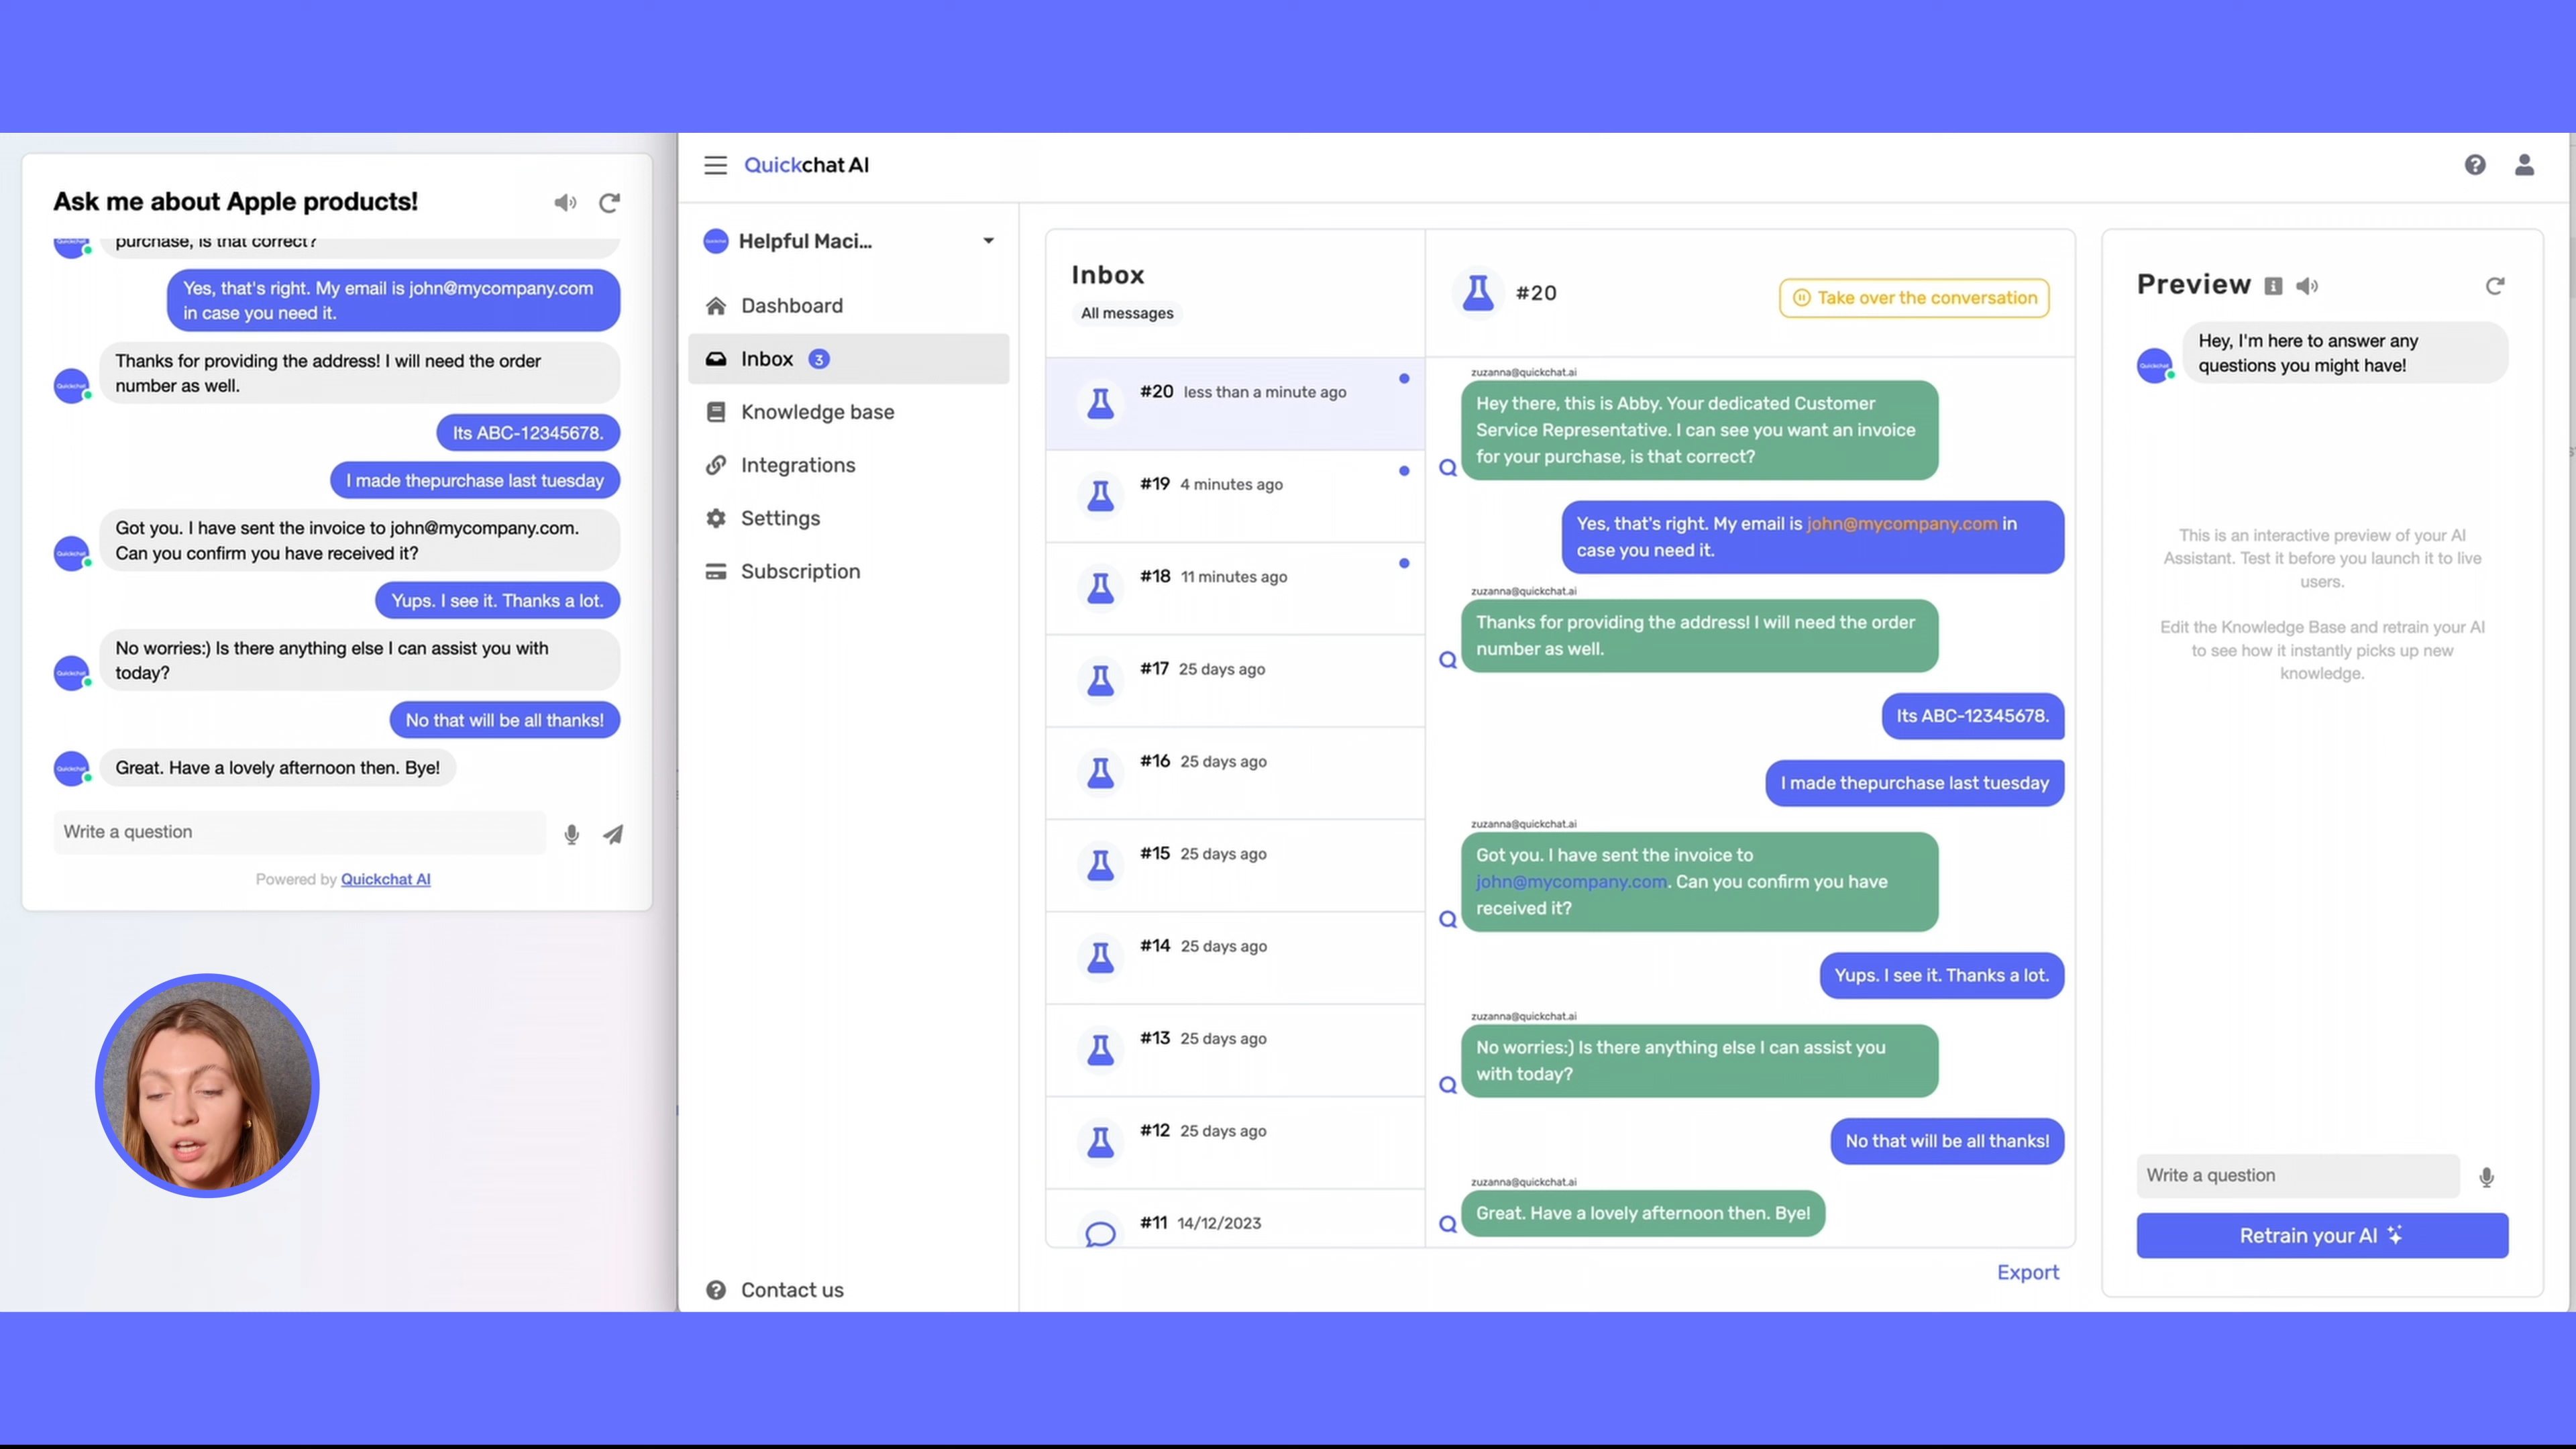 Ask me about Apple products!
purchase, is that correct?
Yes, that's right. My email is john@mycompany.com
in case you need it.
Thanks for providing the address! I will need the order
number as well.
Its ABC-12345678.
I made thepurchase last tuesday
Got you. I have sent the invoice to john@mycompany.com.
Can you confirm you have received it?
Yups. I see it. Thanks a lot.
No worries:) Is there anything else I can assist you with
today?
No that will be all thanks!
Great. Have a lovely afternoon then. Bye!
Write a question
Powered by Quickchat AI
Quickchat AI
Helpful Maci...
Dashboard
Inbox 3
Knowledge base
Integrations
Settings
Subscription
Contact us
Inbox
All messages
#20 less than a minute ago
#19 4 minutes ago
#18 11 minutes ago
#17 25 days ago
#16 25 days ago
#15 25 days ago
#14 25 days ago
#13 25 days ago
#12 25 days ago
#11 14/12/2023
#20
Take over the conversation
zuzanna@quickchat.ai
Hey there, this is Abby. Your dedicated Customer
Service Representative. I can see you want an invoice
for your purchase, is that correct?
Yes, that's right. My email is john@mycompany.com in
case you need it.
zuzanna@quickchat.ai
Thanks for providing the address! I will need the order
number as well.
Its ABC-12345678.
I made thepurchase last tuesday
zuzanna@quickchat.ai
Got you. I have sent the invoice to
john@mycompany.com. Can you confirm you have
received it?
Yups. I see it. Thanks a lot.
zuzanna@quickchat.ai
No worries:) Is there anything else I can assist you
with today?
No that will be all thanks!
zuzanna@quickchat.ai
Great. Have a lovely afternoon then. Bye!
Export
Preview
Quickchat
Hey, I'm here to answer any
questions you might have!
This is an interactive preview of your AI
Assistant. Test it before you launch it to live
users.
Edit the Knowledge Base and retrain your AI
to see how it instantly picks up new
knowledge.
Write a question
Retrain your AI